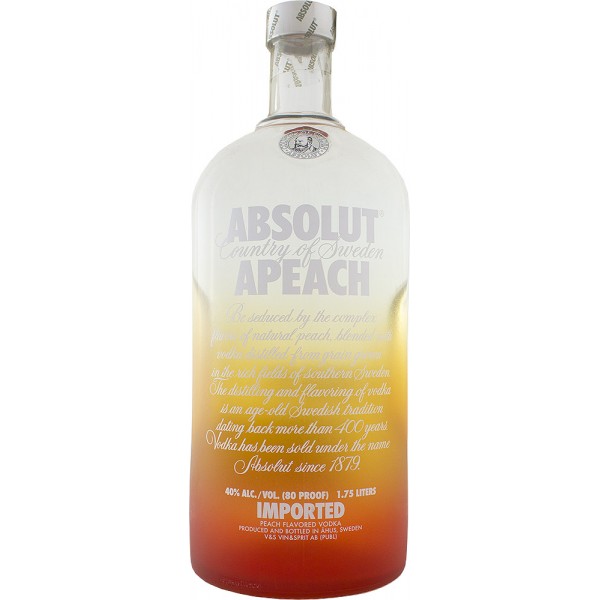 ABSOLUT
ABSOLUT
Country of Sweden
APEACH
Be seduced by the complex
of natural peach, blended with
vodka distilled from grain grown
in the rich fields of southern Sweden.
The distilling and flavoring of vodka
is an age-old Swedish tradition
dating back more than 400 years.
Vodka has been sold under the name
Absolut since 1879.
40% ALC./VOL. (80 PROOF) 1.75 LITERS
IMPORTED
PEACH FLAVORED VODKA
PRODUCED AND BOTTLED IN ÅHUS, SWEDEN
V&S VIN&SPRIT AB (PUBL)